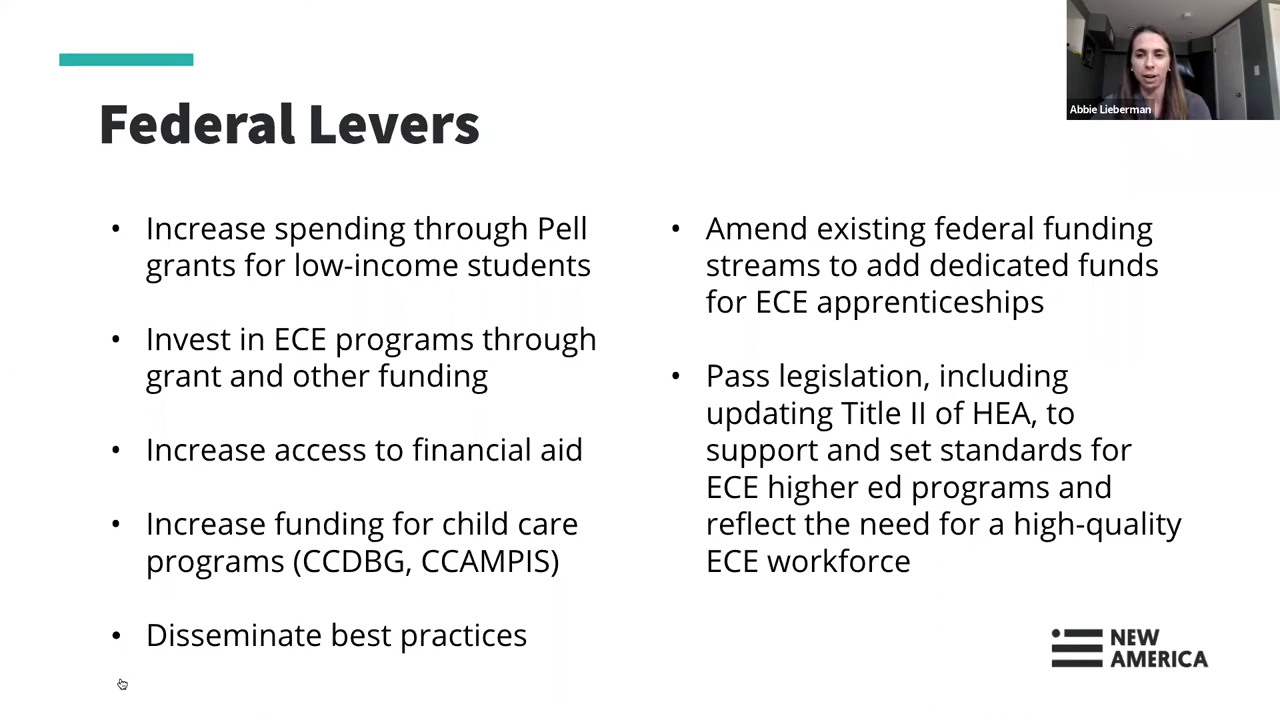 Abbie Lieberman
Federal Levers
• Increase spending through Pell
grants for low-income students
• Invest in ECE programs through
grant and other funding
• Increase access to financial aid
• Increase funding for child care
programs (CCDBG, CCAMPIS)
• Disseminate best practices
• Amend existing federal funding
streams to add dedicated funds
for ECE apprenticeships
• Pass legislation, including
updating Title II of HEA, to
support and set standards for
ECE higher ed programs and
reflect the need for a high-quality
ECE workforce
NEW
AMERICA